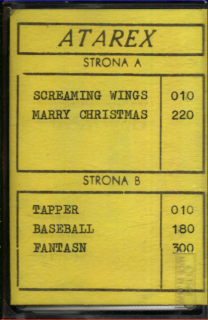 ATAREX
STRONA A
SCREAMING WINGS 010
MARRY CHRISTMAS 220
STRONA B
TAPPER 010
BASEBALL 180
FANTASN 300